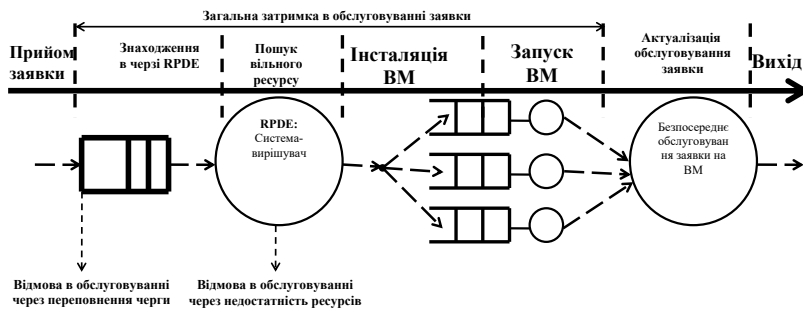 Загальна затримка в обслуговуванні заявки
Прийом
заявки
Знаходження
в черзі RPDE
Пошук
вільного
ресурсу
Інсталяція
ВМ
Запуск
ВМ
Актуалізація
обслуговування
заявки
Вихід
RPDE:
Система-
вирішувач
Безпосереднє
обслуговуван
ня заявки на
ВМ
Відмова в обслуговуванні
через переповнення черги
Відмова в обслуговуванні
через недостатність ресурсів